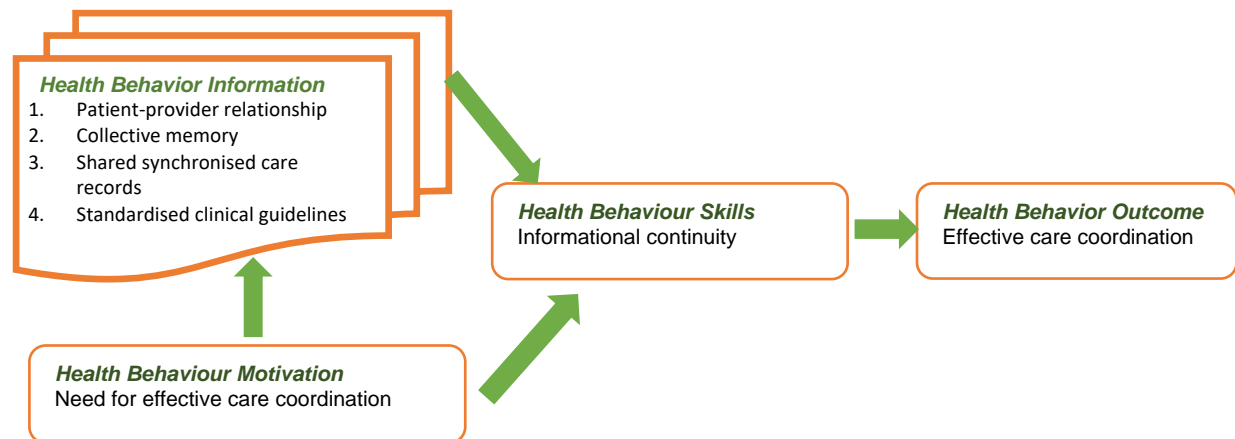 Health Behavior Information
1. Patient-provider relationship
2. Collective memory
3. Shared synchronised care
records
4. Standardised clinical guidelines
Health Behaviour Skills
Informational continuity
Health Behavior Outcome
Effective care coordination
Health Behaviour Motivation
Need for effective care coordination